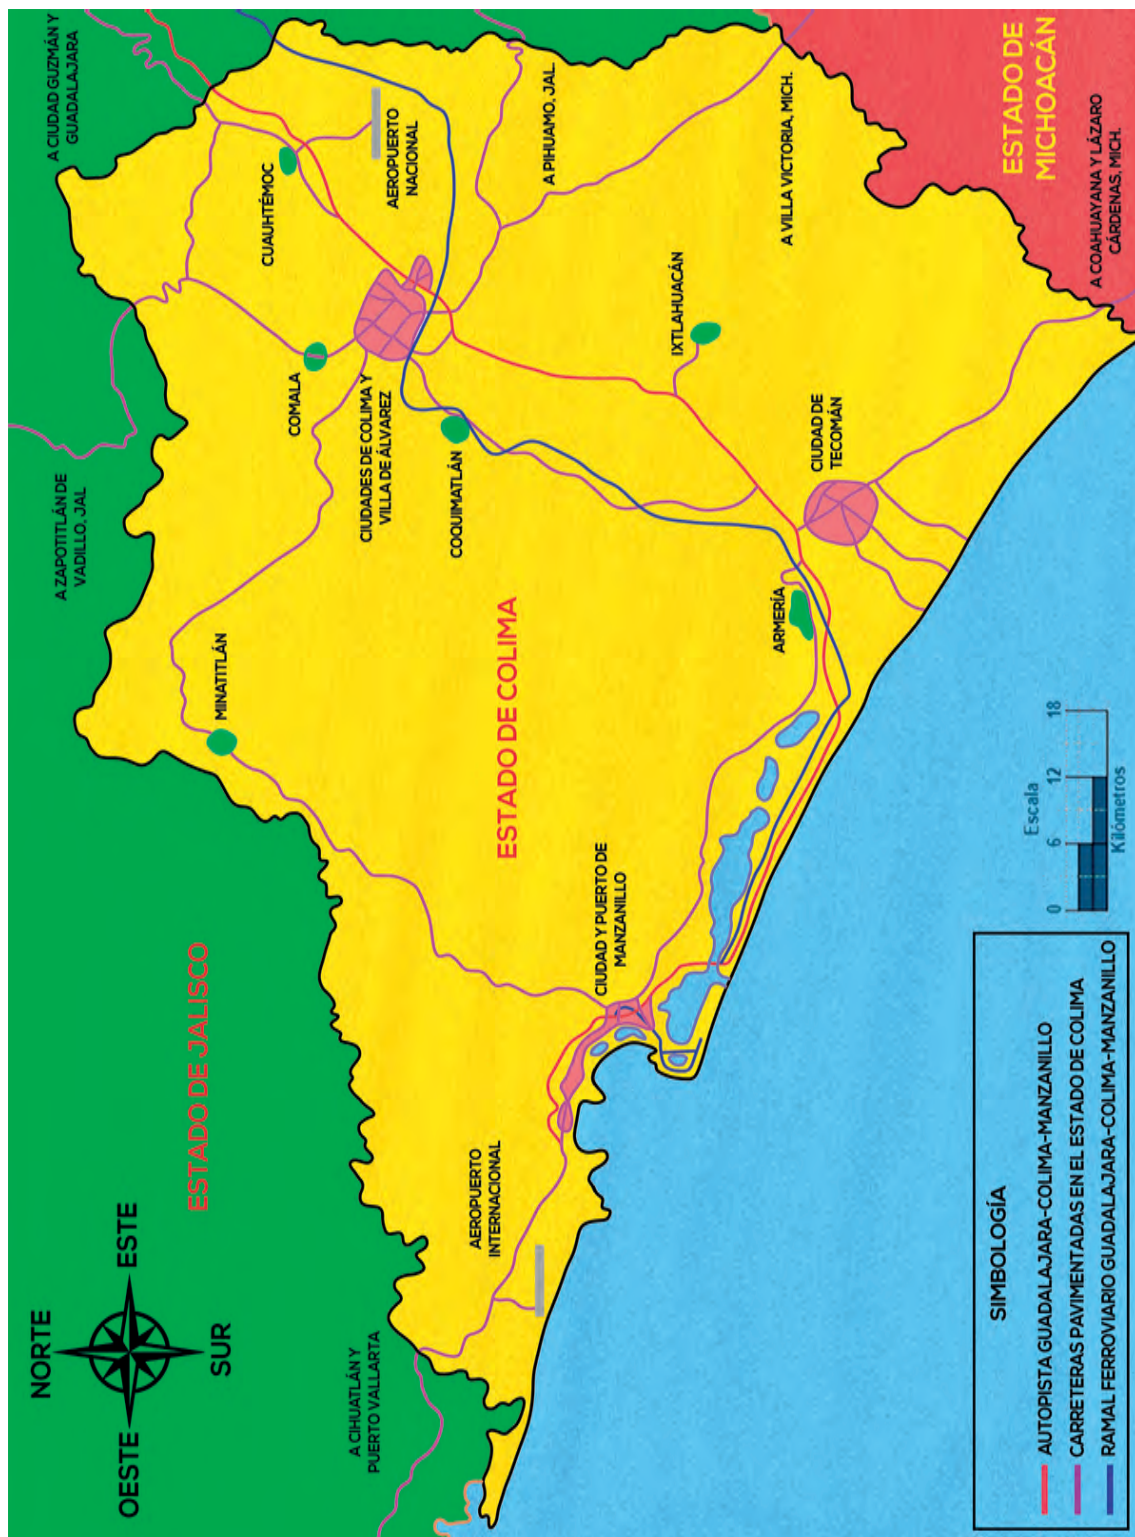 NORTE
ESTE
OESTE
SUR
ESTADO DE JALISCO
A CIHUATLÁN Y
PUERTO VALLARTA
AEROPUERTO
INTERNACIONAL
CIUDAD Y PUERTO DE
MANZANILLO
MINATITLÁN
ESTADO DE COLIMA
A ZAPOTITLÁN DE
VADILLO, JAL
COMALA
CIUDADES DE COLIMA Y
VILLA DE ÁLVAREZ
COQUIMATLÁN
ARMERÍA
CIUDAD DE
TECOMÁN
IXTLAHUACÁN
CUAUHTÉMOC
AEROPUERTO
NACIONAL
A CIUDAD GUZMÁN Y
GUADALAJARA
A PIHUAMO, JAL.
A VILLA VICTORIA, MICH.
ESTADO DE
MICHOACÁN
A COAHUAYANA Y LÁZARO
CÁRDENAS, MICH.
SIMBOLOGÍA
AUTOPISTA GUADALAJARA-COLIMA-MANZANILLO
CARRETERAS PAVIMENTADAS EN EL ESTADO DE COLIMA
RAMAL FERROVIARIO GUADALAJARA-COLIMA-MANZANILLO
Escala
0 6 12 18
Kilómetros